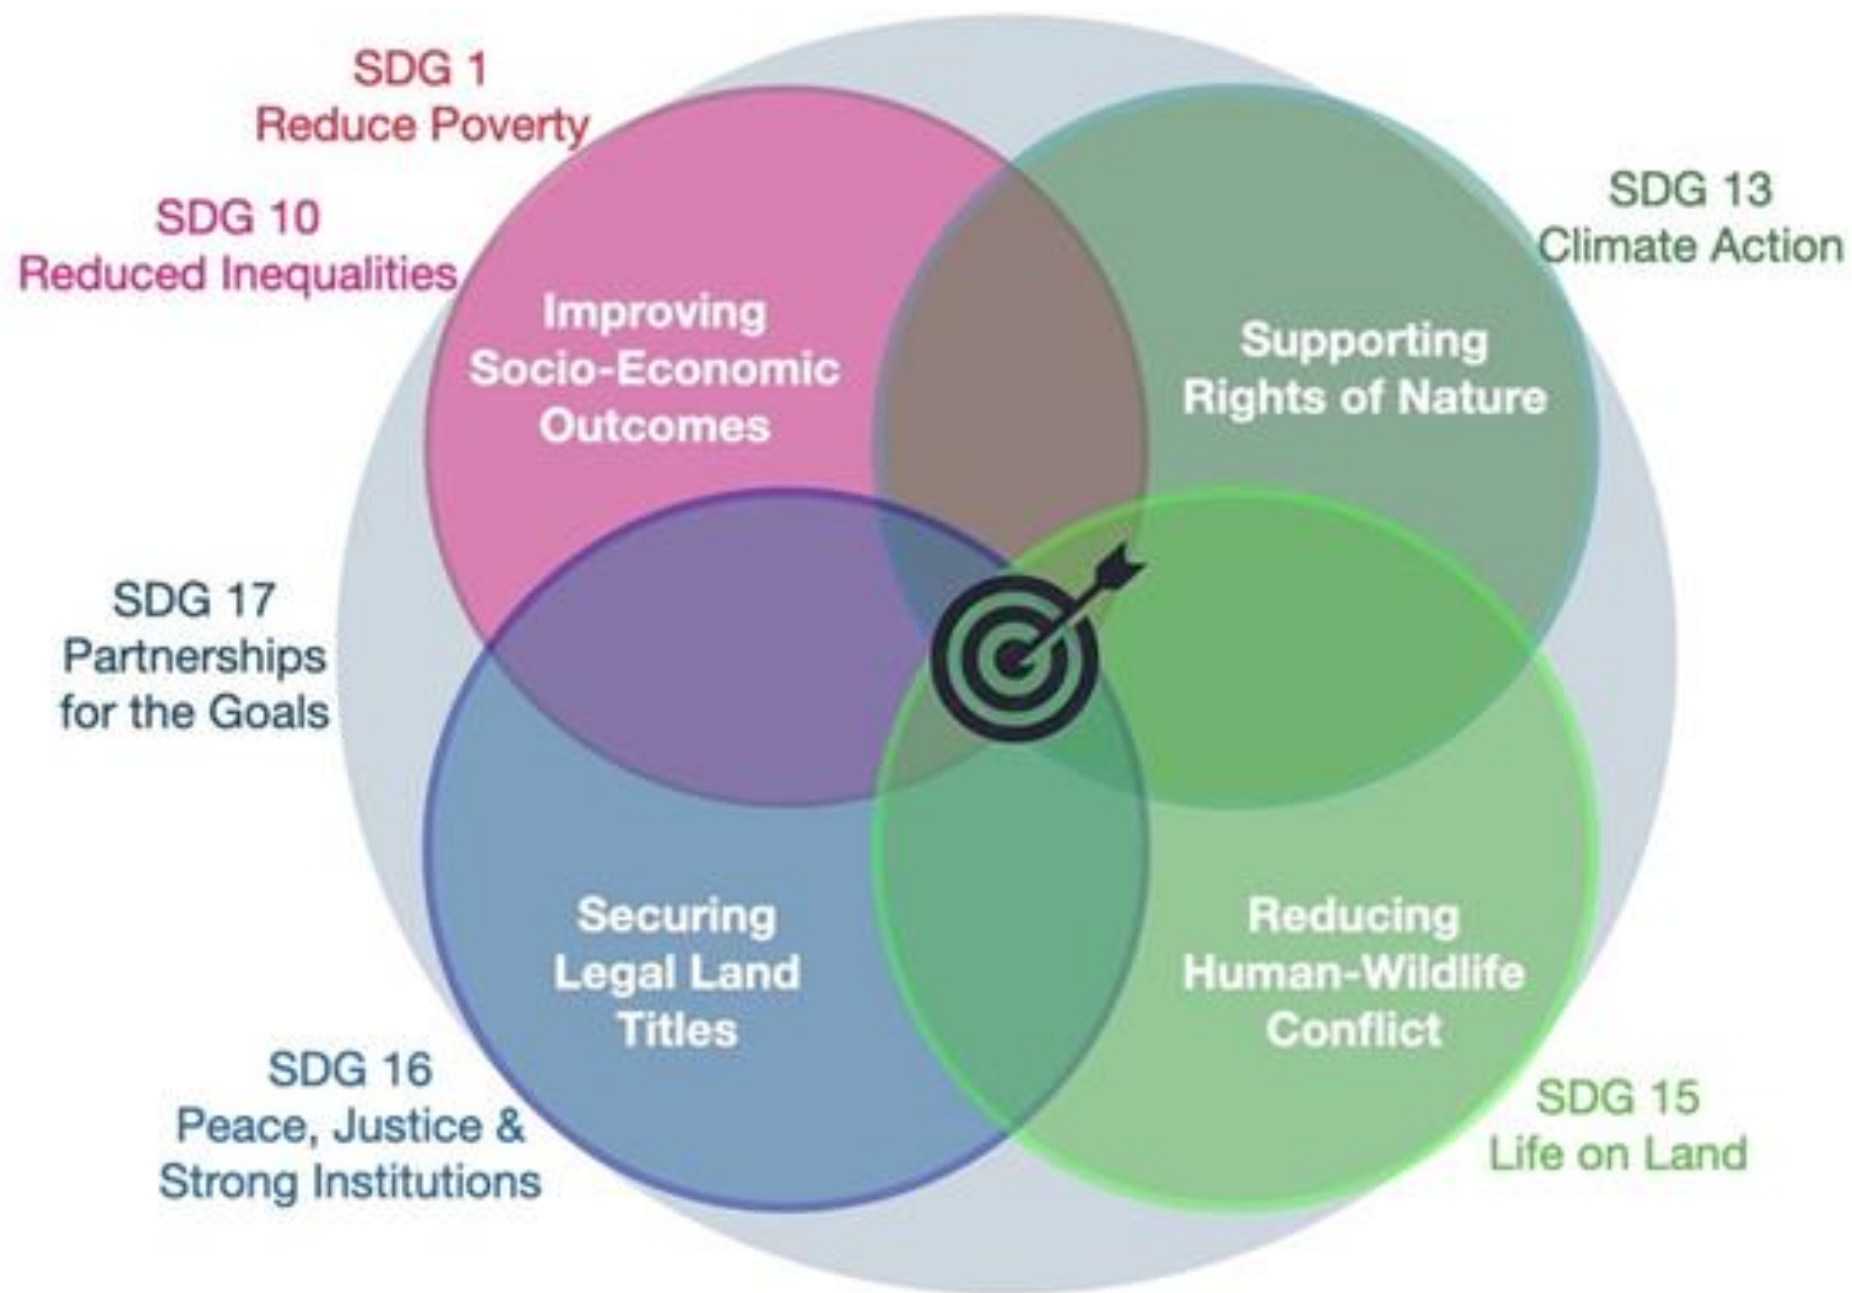 SDG 1
Reduce Poverty
SDG 10
Reduced Inequalities
SDG 13
Climate Action
Improving
Socio-Economic
Outcomes
Supporting
Rights of Nature
SDG 17
Partnerships
for the Goals
Securing
Legal Land
Titles
Reducing
Human-Wildlife
Conflict
SDG 16
Peace, Justice &
Strong Institutions
SDG 15
Life on Land